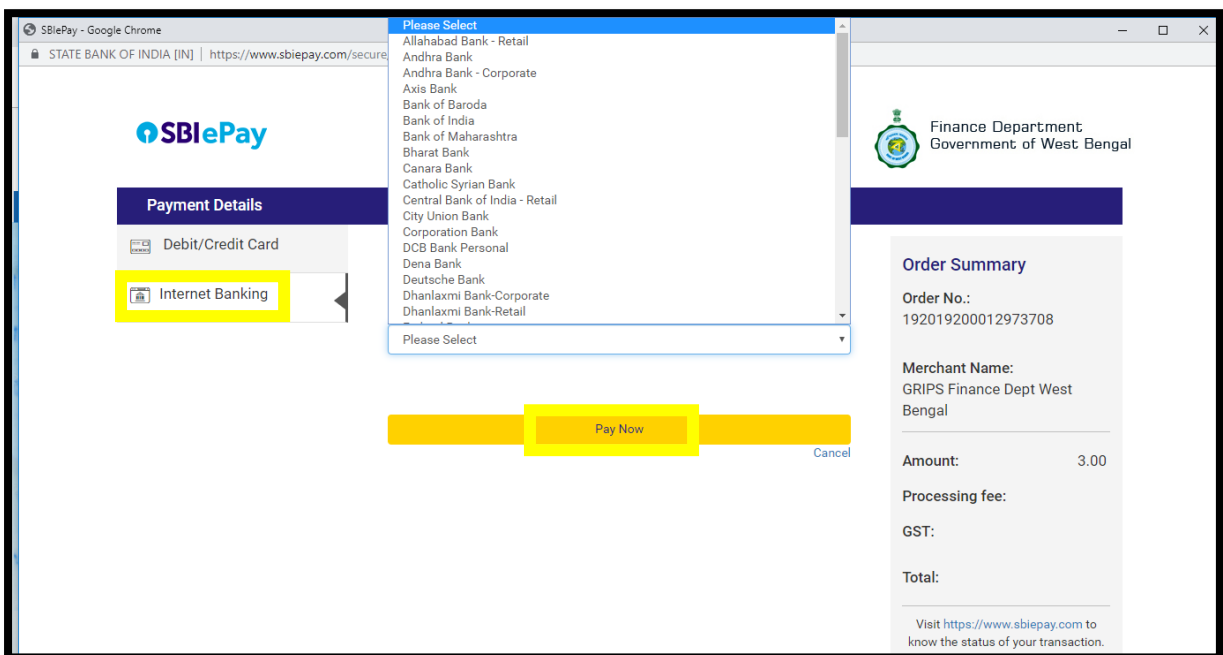 SBIePay - Google Chrome
STATE BANK OF INDIA [IN] | https://www.sbiepay.com/secure
SBIePay
Finance Department
Government of West Bengal
Payment Details
Debit/Credit Card
Internet Banking
Please Select
Allahabad Bank - Retail
Andhra Bank
Andhra Bank - Corporate
Axis Bank
Bank of Baroda
Bank of India
Bank of Maharashtra
Bharat Bank
Canara Bank
Catholic Syrian Bank
Central Bank of India - Retail
City Union Bank
Corporation Bank
DCB Bank Personal
Dena Bank
Deutsche Bank
Dhanlaxmi Bank-Corporate
Dhanlaxmi Bank-Retail
Please Select
Pay Now
Cancel
Order Summary
Order No.:
192019200012973708
Merchant Name:
GRIPS Finance Dept West
Bengal
Amount: 3.00
Processing fee:
GST:
Total:
Visit https://www.sbiepay.com to
know the status of your transaction.